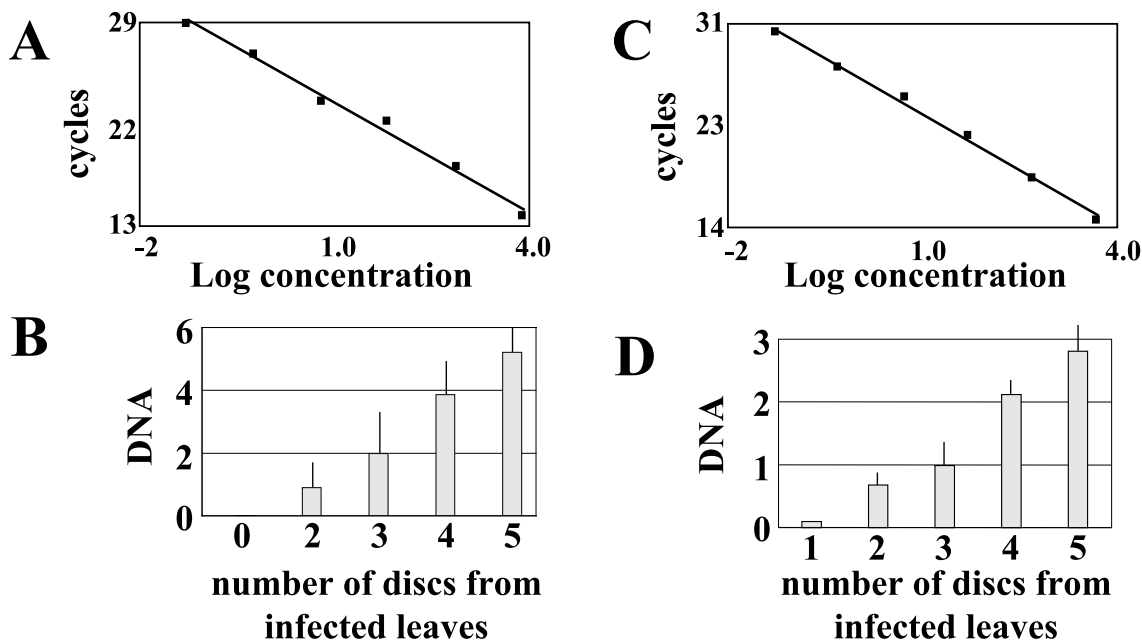 A
29
22
13
cycles
-2
1.0
4.0
Log concentration
B
6
4
2
0
DNA
0
2
3
4
5
number of discs from
infected leaves
C
31
23
14
cycles
-2
1.0
4.0
Log concentration
D
3
2
1
0
DNA
1
2
3
4
5
number of discs from
infected leaves